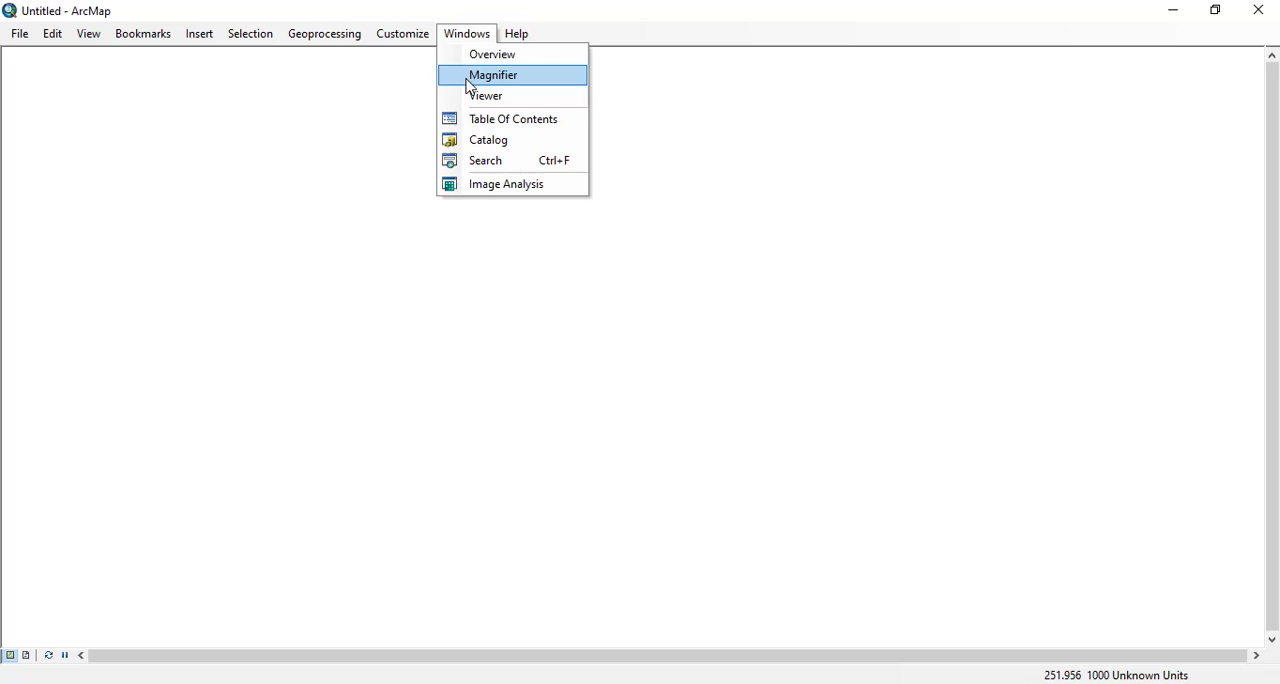 Untitled - ArcMap
File Edit View Bookmarks Insert Selection Geoprocessing Customize Windows Help
Overview
Magnifier
Viewer
Table Of Contents
Catalog
Search Ctrl+F
Image Analysis
251.956 1000 Unknown Units